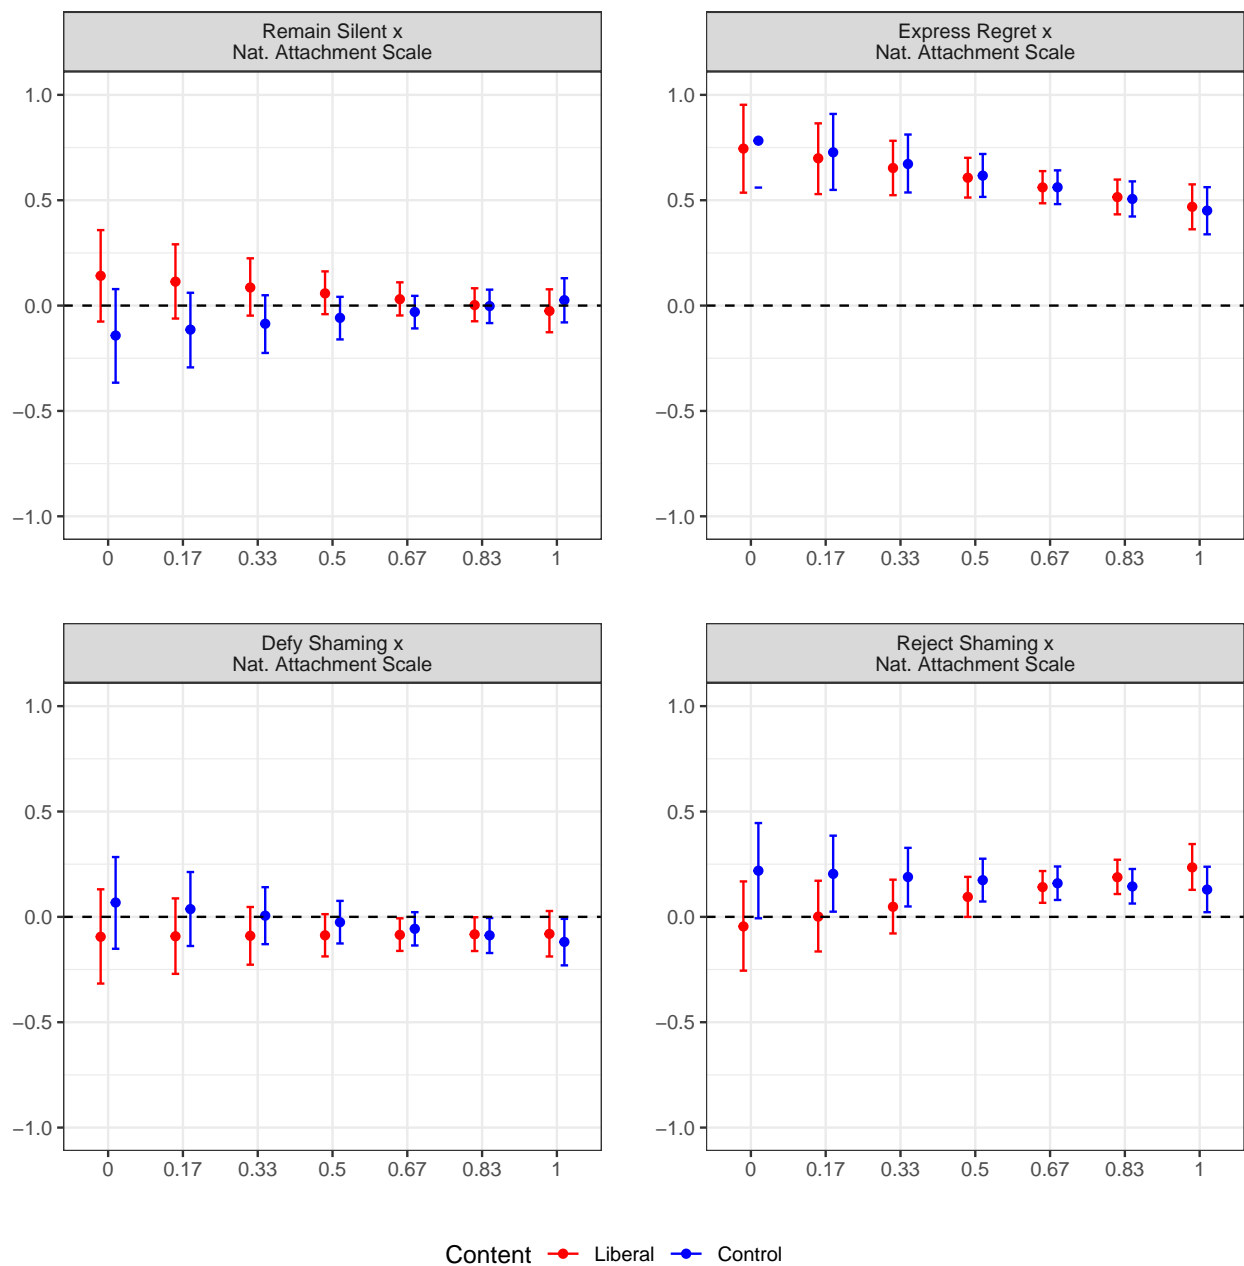 Remain Silent x
Nat. Attachment Scale
Express Regret x
Nat. Attachment Scale
1.0
0.5
0.0
−0.5
−1.0
0 0.17 0.33 0.5 0.67 0.83 1
1.0
0.5
0.0
−0.5
−1.0
0 0.17 0.33 0.5 0.67 0.83 1
Defy Shaming x
Nat. Attachment Scale
Reject Shaming x
Nat. Attachment Scale
1.0
0.5
0.0
−0.5
−1.0
0 0.17 0.33 0.5 0.67 0.83 1
1.0
0.5
0.0
−0.5
−1.0
0 0.17 0.33 0.5 0.67 0.83 1
Content Liberal Control